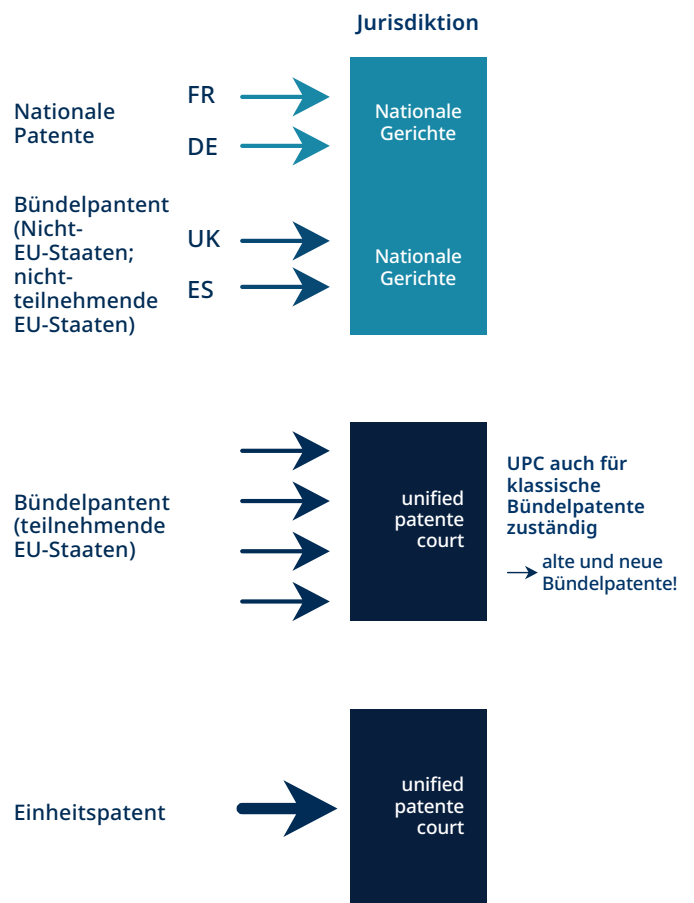 Jurisdiktion
Nationale
Patente
FR
DE
Nationale
Gerichte
Bündelpantent
(Nicht-
EU-Staaten;
nicht-
teilnehmende
EU-Staaten)
UK
ES
Nationale
Gerichte
Bündelpantent
(teilnehmende
EU-Staaten)
unified
patente
court
UPC auch für
klassische
Bündelpatente
zuständig
alte und neue
Bündelpatente!
Einheitspatent
unified
patente
court